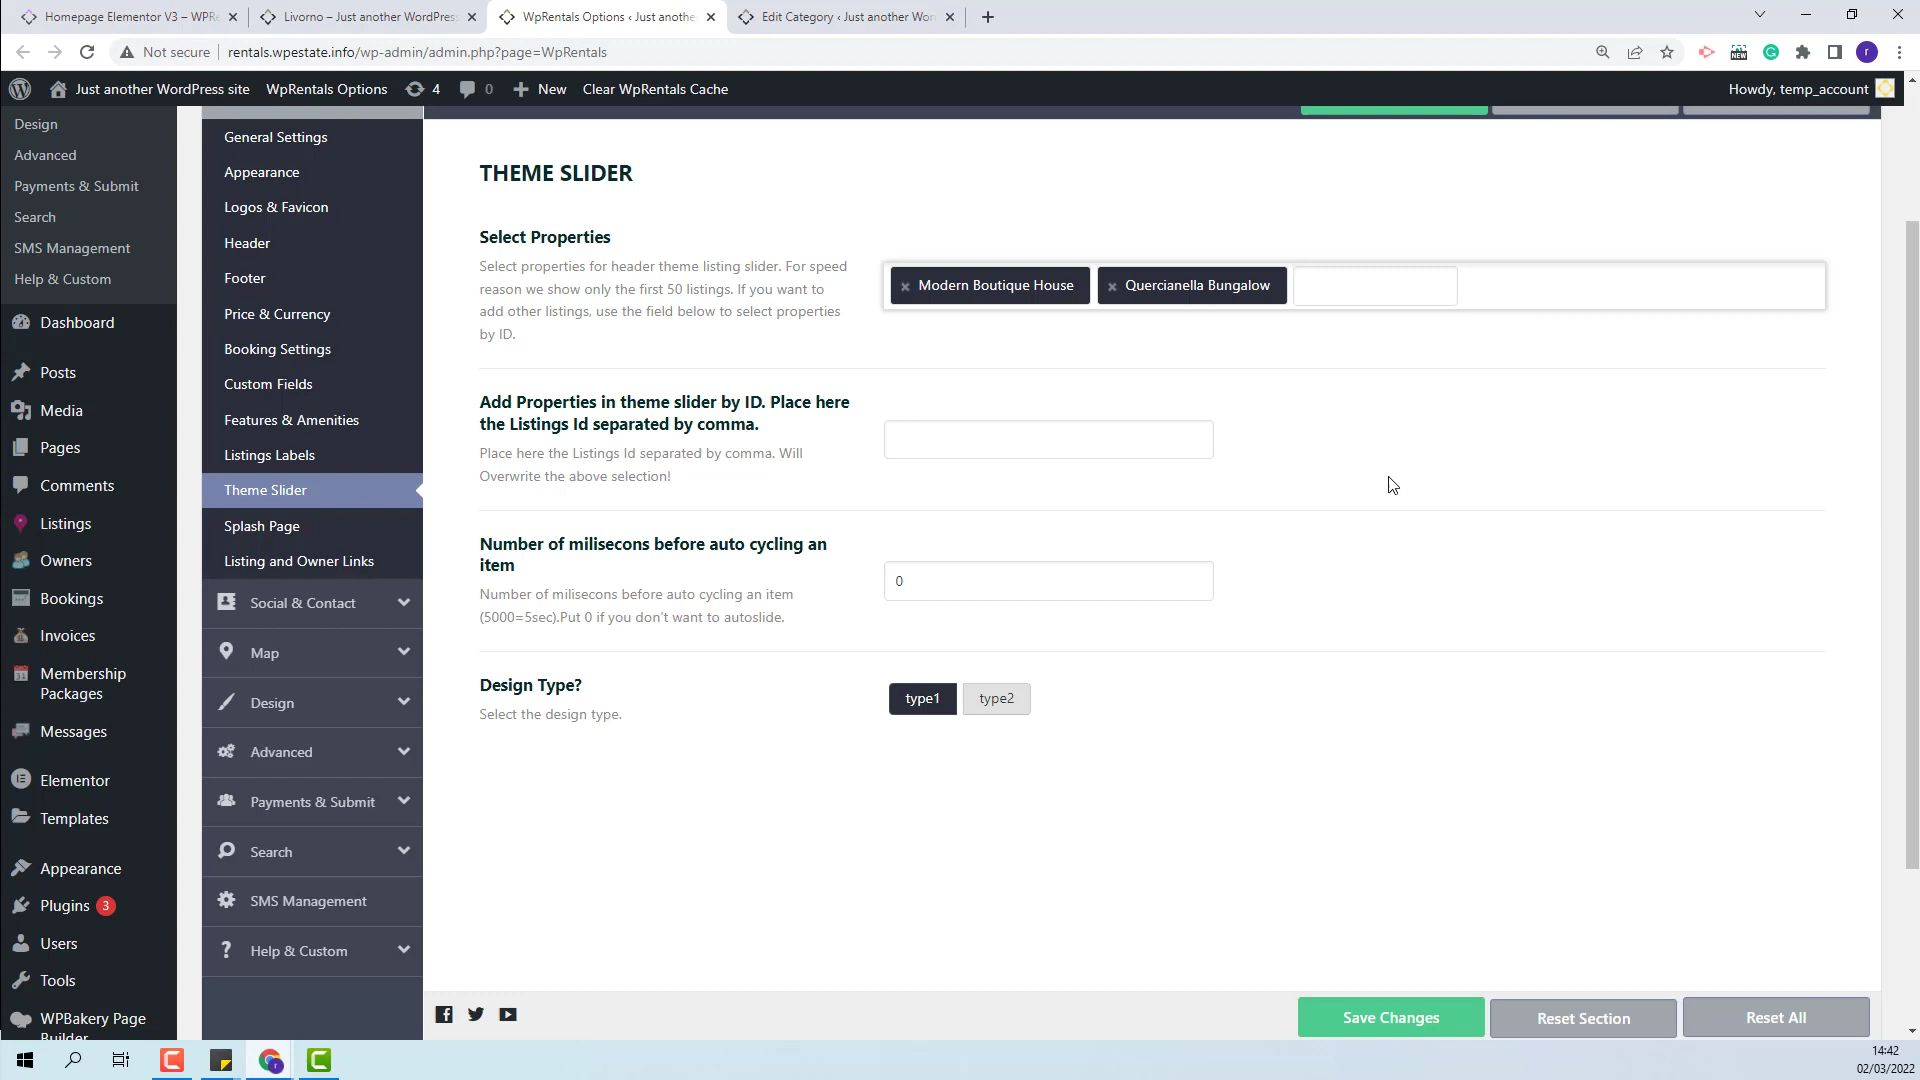 Homepage Elementor V3 – WPRe
Livorno – Just another WordPress
WpRentals Options ‹ Just anothe
Edit Category ‹ Just another Wor
Not secure
rentals.wpestate.info/wp-admin/admin.php?page=WpRentals
NEW
r
Just another WordPress site
WpRentals Options
4
0
New
Clear WpRentals Cache
Howdy, temp_account
Design
Advanced
Payments & Submit
Search
SMS Management
Help & Custom
Dashboard
Posts
Media
Pages
Comments
Listings
Owners
Bookings
Invoices
Membership
Packages
Messages
Elementor
Templates
Appearance
Plugins 3
Users
Tools
WPBakery Page
Builder
General Settings
Appearance
Logos & Favicon
Header
Footer
Price & Currency
Booking Settings
Custom Fields
Features & Amenities
Listings Labels
Theme Slider
Splash Page
Listing and Owner Links
Social & Contact
Map
Design
Advanced
Payments & Submit
Search
SMS Management
Help & Custom
THEME SLIDER
Select Properties
Select properties for header theme listing slider. For speed
reason we show only the first 50 listings. If you want to
add other listings, use the field below to select properties
by ID.
× Modern Boutique House
× Quercianella Bungalow
Add Properties in theme slider by ID. Place here
the Listings Id separated by comma.
Place here the Listings Id separated by comma. Will
Overwrite the above selection!
Number of milisecons before auto cycling an
item
Number of milisecons before auto cycling an item
(5000=5sec).Put 0 if you don't want to autoslide.
0
Design Type?
Select the design type.
type1
type2
Save Changes
Reset Section
Reset All
14:42
02/03/2022